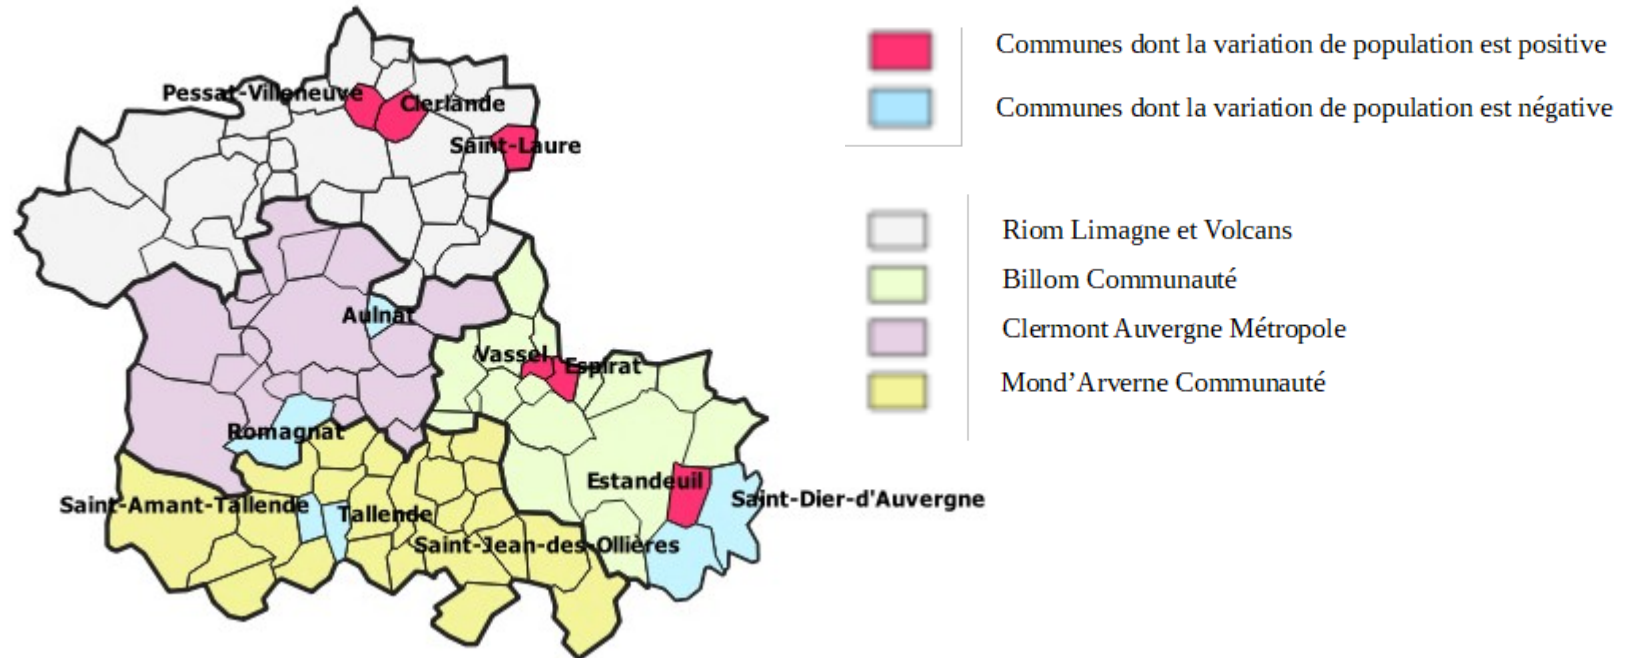 Pessat-Villeneuve
Clerlande
Saint-Laure
Aulnat
Vassel
Espirat
Romagnat
Estandeuil
Saint-Dier-d'Auvergne
Saint-Amant-Tallende
Tallende
Saint-Jean-des-Ollières
Communes dont la variation de population est positive
Communes dont la variation de population est négative
Riom Limagne et Volcans
Billom Communauté
Clermont Auvergne Métropole
Mond’Arverne Communauté